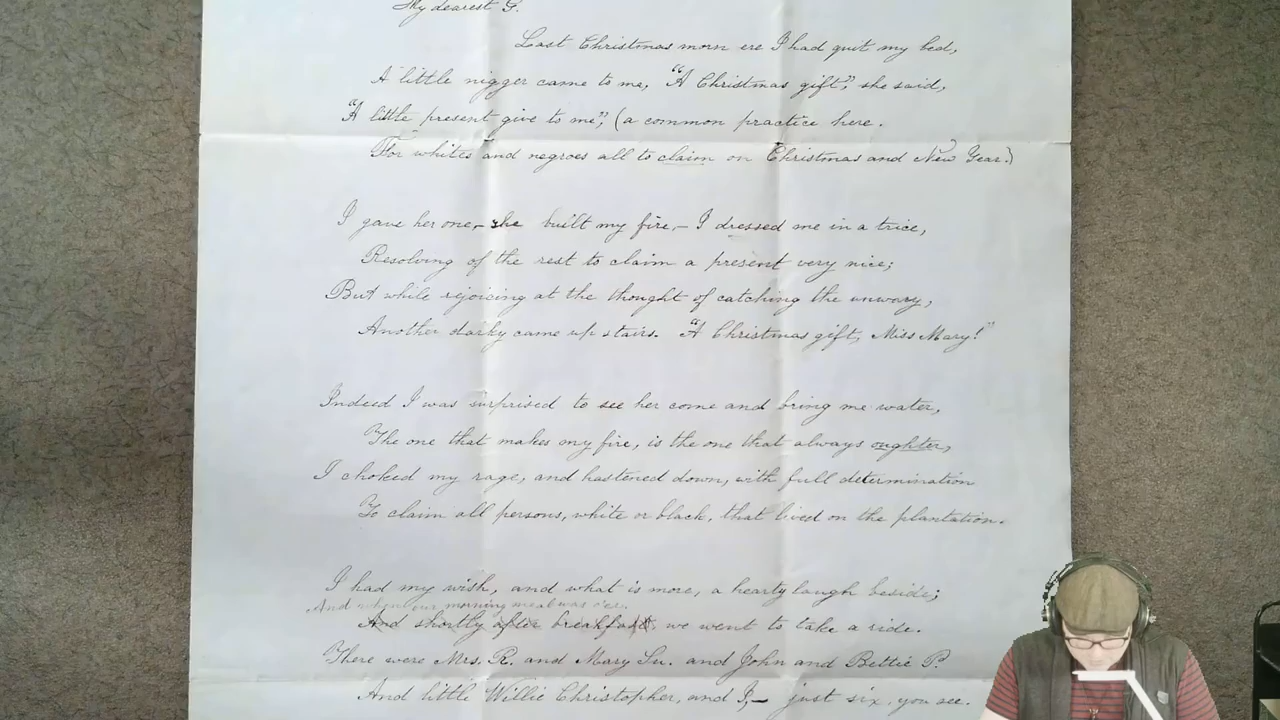 My dearest G.
Last Christmas morn ere I had quit my bed,
A little nigger came to me, "A Christmas gift", she said,
"A little present give to me", (a common practice here.
For whites and negroes all to claim on Christmas and New Year.)
I gave her one,- she built my fire,- I dressed me in a trice,
Resolving of the rest to claim a present very nice;
But while rejoicing at the thought of catching the unwary,
Another darky came up stairs. "A Christmas gift, Miss Mary!"
Indeed I was surprised to see her come and bring me water,
The one that makes my fire, is the one that always oughter,
I choked my rage, and hastened down, with full determination
To claim all persons, white or black, that lived on the plantation.
I had my wish, and what is more, a hearty laugh beside;
And when our morning meal was o'er,
And shortly after breakfast we went to take a ride.
There were Mrs. R. and Mary Su. and John and Bettie P.
And little Willie Christopher, and I,- just six, you see.